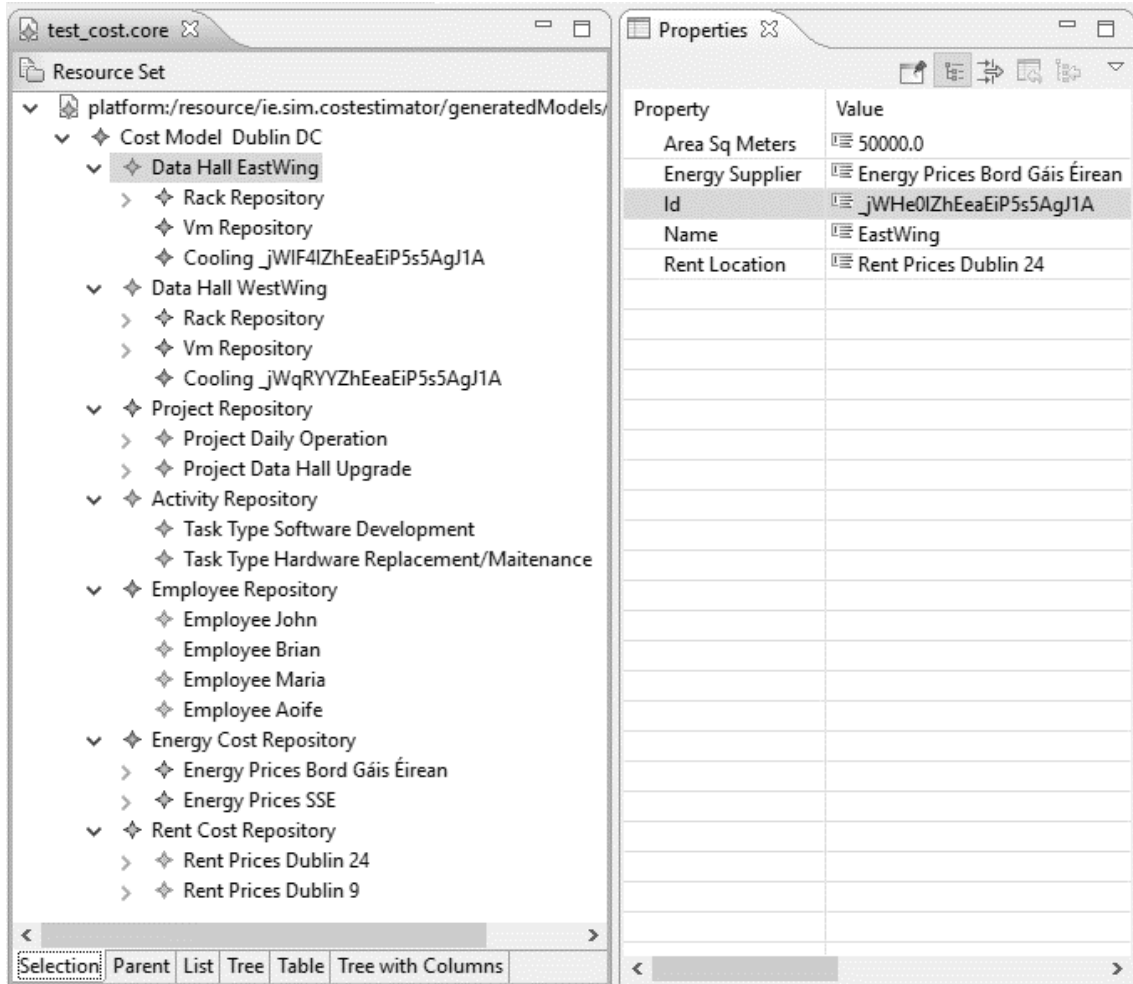 test_cost.core
Resource Set
platform:/resource/ie.sim.costestimator/generatedModels/
Cost Model Dublin DC
Data Hall EastWing
Rack Repository
Vm Repository
Cooling _jWIF4IZhEeaEiP5s5AgJ1A
Data Hall WestWing
Rack Repository
Vm Repository
Cooling _jWqRYYZhEeaEiP5s5AgJ1A
Project Repository
Project Daily Operation
Project Data Hall Upgrade
Activity Repository
Task Type Software Development
Task Type Hardware Replacement/Maitenance
Employee Repository
Employee John
Employee Brian
Employee Maria
Employee Aoife
Energy Cost Repository
Energy Prices Bord Gáis Éirean
Energy Prices SSE
Rent Cost Repository
Rent Prices Dublin 24
Rent Prices Dublin 9
Selection Parent List Tree Table Tree with Columns
Properties
Property Value
Area Sq Meters 50000.0
Energy Supplier Energy Prices Bord Gáis Éirean
Id _jWHe0IZhEeaEiP5s5AgJ1A
Name EastWing
Rent Location Rent Prices Dublin 24